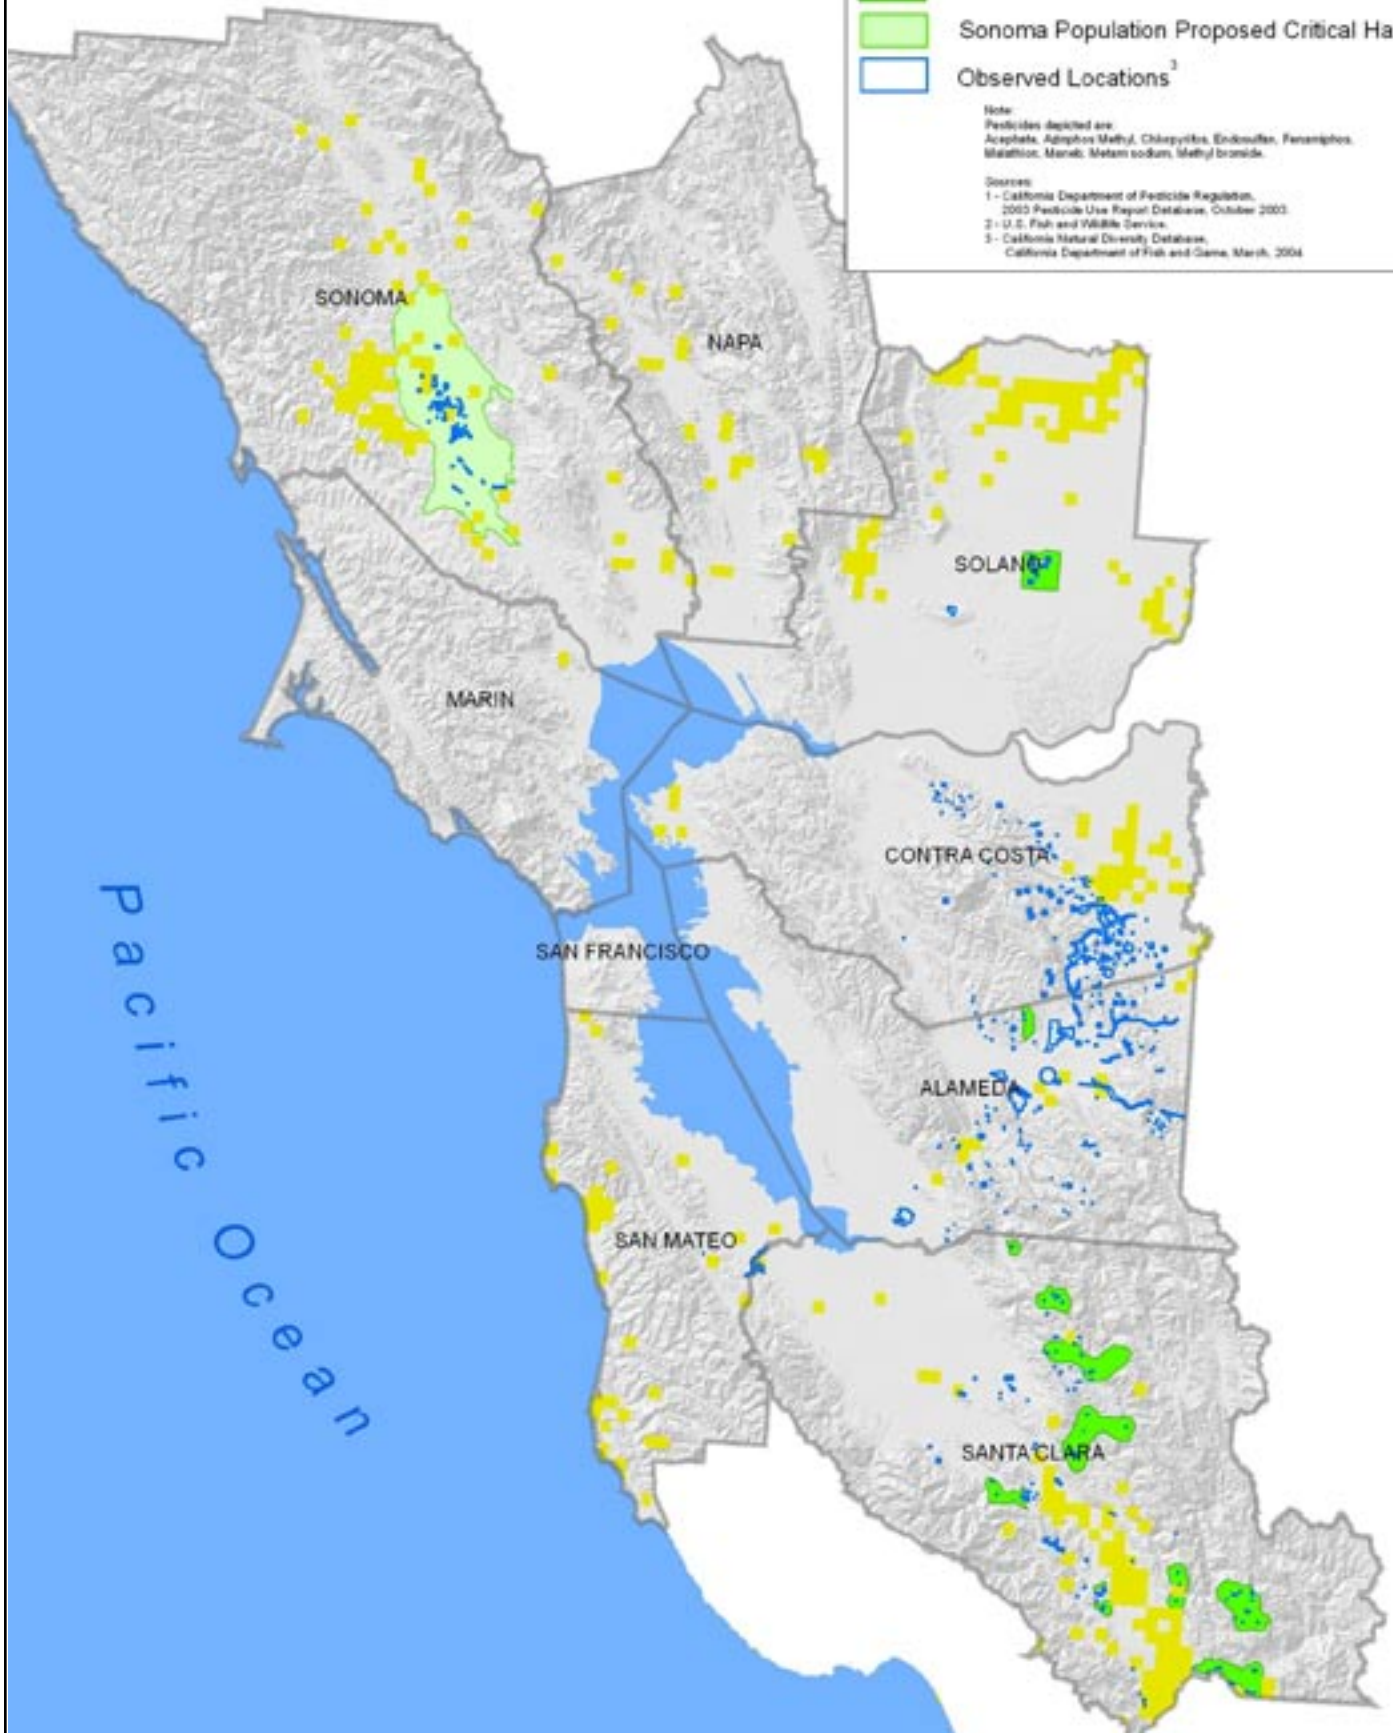 Sonoma Population Proposed Critical Ha
Observed Locations³
Note:
Pesticides depicted are:
Acephate, Azinphos Methyl, Chlorpyrifos, Endosulfan, Fenamiphos,
Malathion, Maneb, Metam sodium, Methyl bromide.
Sources:
1 - California Department of Pesticide Regulation,
2003 Pesticide Use Report Database, October 2003.
2 - U.S. Fish and Wildlife Service.
3 - California Natural Diversity Database,
California Department of Fish and Game, March, 2004
SONOMA
NAPA
SOLANO
MARIN
CONTRA COSTA
SAN FRANCISCO
ALAMEDA
SAN MATEO
SANTA CLARA
Pacific Ocean